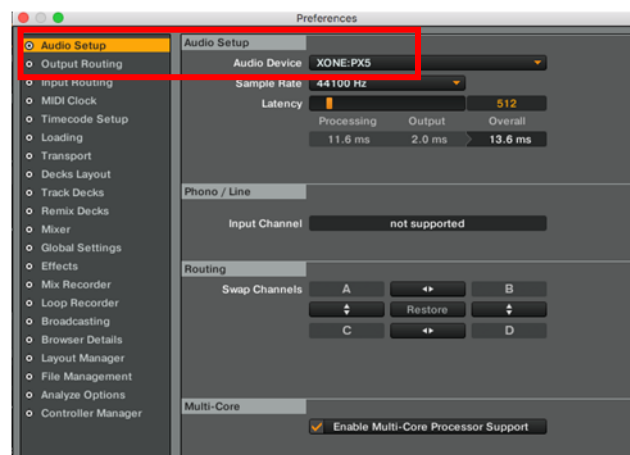 Preferences
Audio Setup
Output Routing
Input Routing
MIDI Clock
Timecode Setup
Loading
Transport
Decks Layout
Track Decks
Remix Decks
Mixer
Global Settings
Effects
Mix Recorder
Loop Recorder
Broadcasting
Browser Details
Layout Manager
File Management
Analyze Options
Controller Manager
Audio Setup
Audio Device XONE:PX5
Sample Rate 44100 Hz
Latency 512
Processing Output Overall
11.6 ms 2.0 ms 13.6 ms
Phono / Line
Input Channel not supported
Routing
Swap Channels A B
Restore
C D
Multi-Core
Enable Multi-Core Processor Support